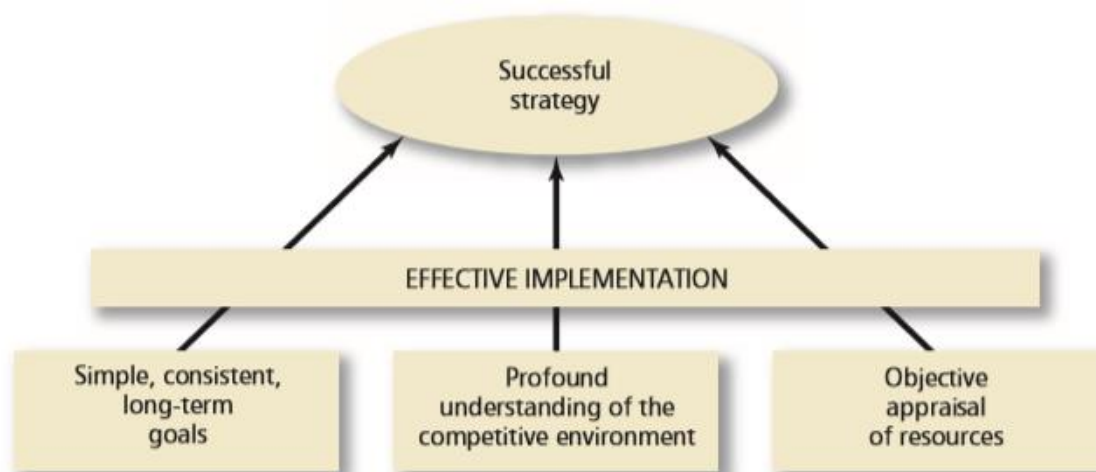 Successful
strategy
EFFECTIVE IMPLEMENTATION
Simple, consistent,
long-term
goals
Profound
understanding of the
competitive environment
Objective
appraisal
of resources